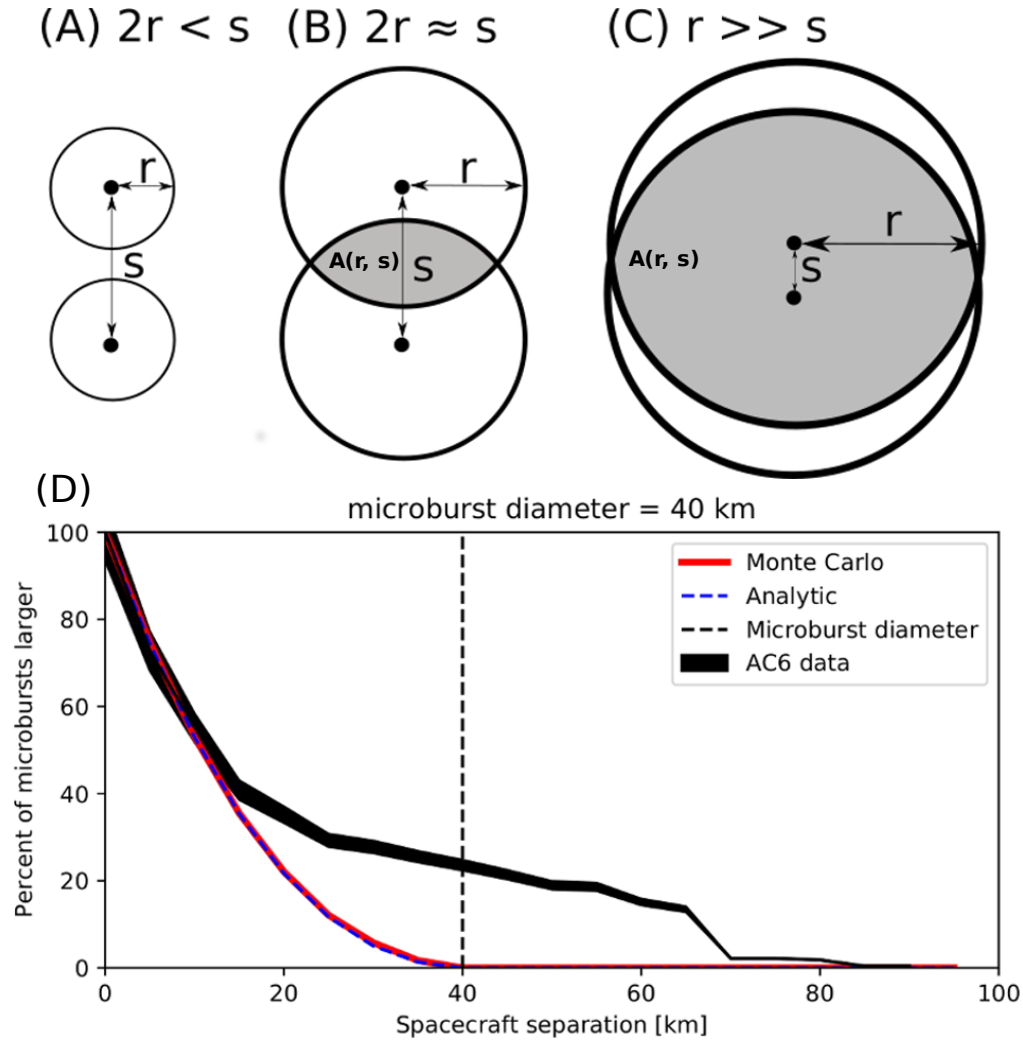 (A) 2r < s
(B) 2r ≈ s
(C) r >> s
r
s
r
A(r, s)
s
r
A(r, s)
s
(D)
microburst diameter = 40 km
Percent of microbursts larger
100
80
60
40
20
0
Monte Carlo
Analytic
Microburst diameter
AC6 data
0 20 40 60 80 100
Spacecraft separation [km]